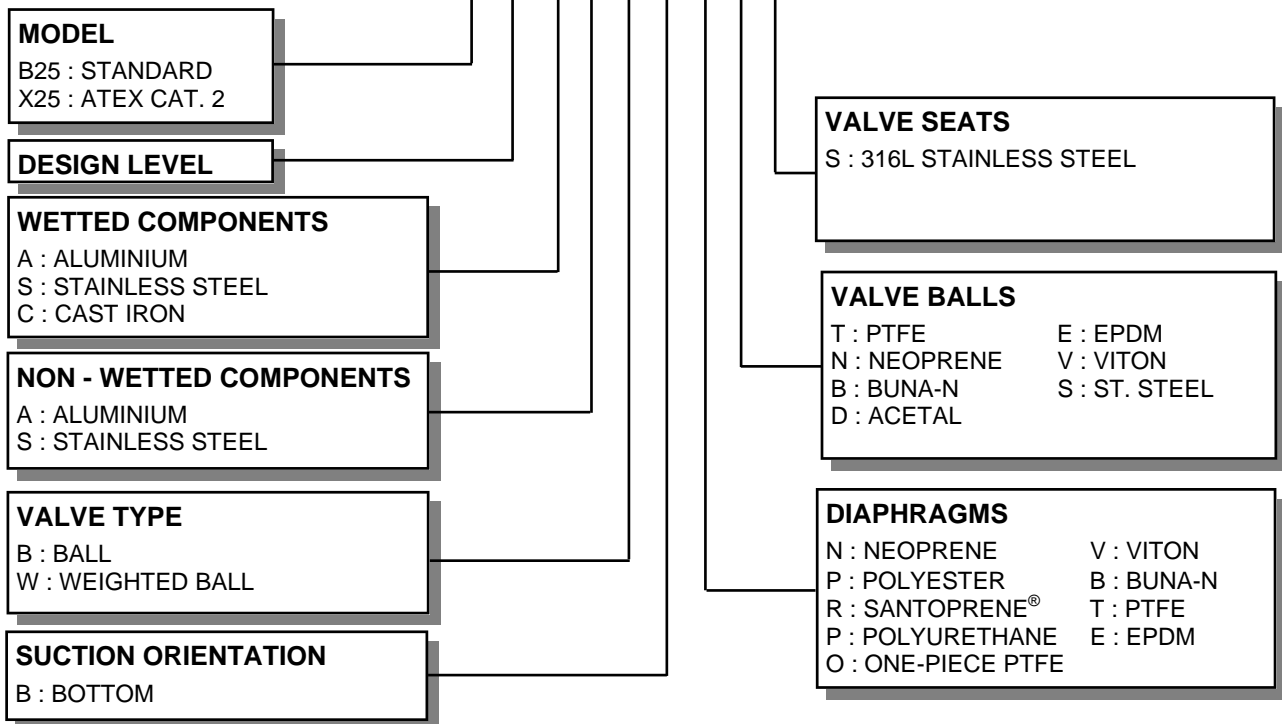 MODEL
B25 : STANDARD
X25 : ATEX CAT. 2
DESIGN LEVEL
WETTED COMPONENTS
A : ALUMINIUM
S : STAINLESS STEEL
C : CAST IRON
NON - WETTED COMPONENTS
A : ALUMINIUM
S : STAINLESS STEEL
VALVE TYPE
B : BALL
W : WEIGHTED BALL
SUCTION ORIENTATION
B : BOTTOM
VALVE SEATS
S : 316L STAINLESS STEEL
VALVE BALLS
T : PTFE E : EPDM
N : NEOPRENE V : VITON
B : BUNA-N S : ST. STEEL
D : ACETAL
DIAPHRAGMS
N : NEOPRENE V : VITON
P : POLYESTER B : BUNA-N
R : SANTOPRENE® T : PTFE
P : POLYURETHANE E : EPDM
O : ONE-PIECE PTFE